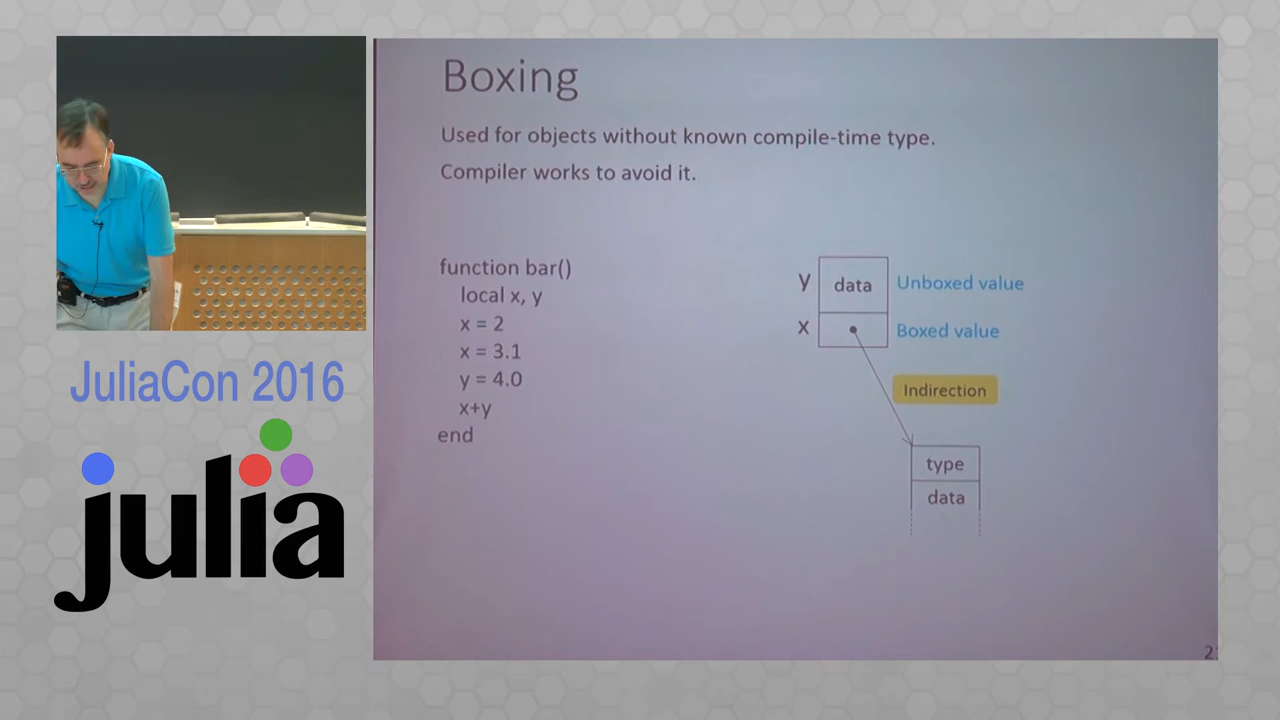 Boxing
Used for objects without known compile-time type.
Compiler works to avoid it.
function bar()
local x, y
x = 2
x = 3.1
y = 4.0
x+y
end
y data Unboxed value
x Boxed value
Indirection
type
data
JuliaCon 2016
julia
2